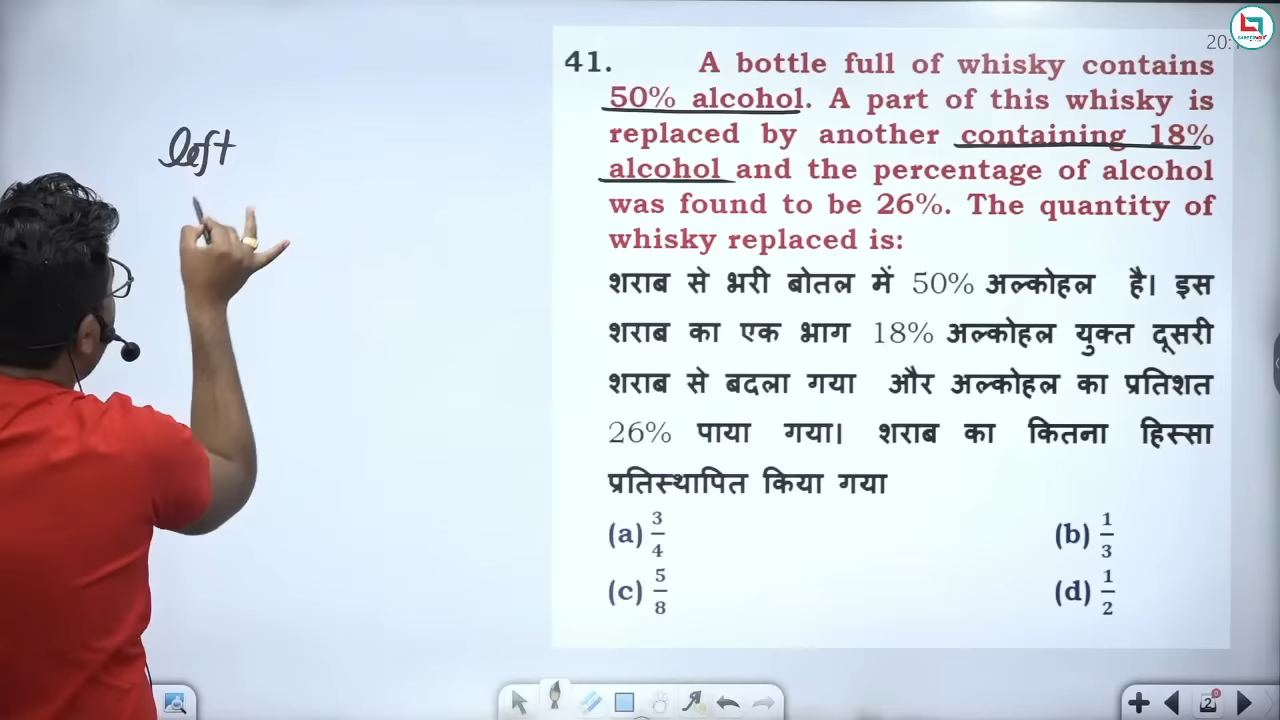 20:
left
41. A bottle full of whisky contains
50% alcohol. A part of this whisky is
replaced by another containing 18%
alcohol and the percentage of alcohol
was found to be 26%. The quantity of
whisky replaced is:
शराब से भरी बोतल में 50% अल्कोहल है। इस
शराब का एक भाग 18% अल्कोहल युक्त दूसरी
शराब से बदला गया और अल्कोहल का प्रतिशत
26% पाया गया। शराब का कितना हिस्सा
प्रतिस्थापित किया गया
(a) 3/4 (b) 1/3
(c) 5/8 (d) 1/2
2